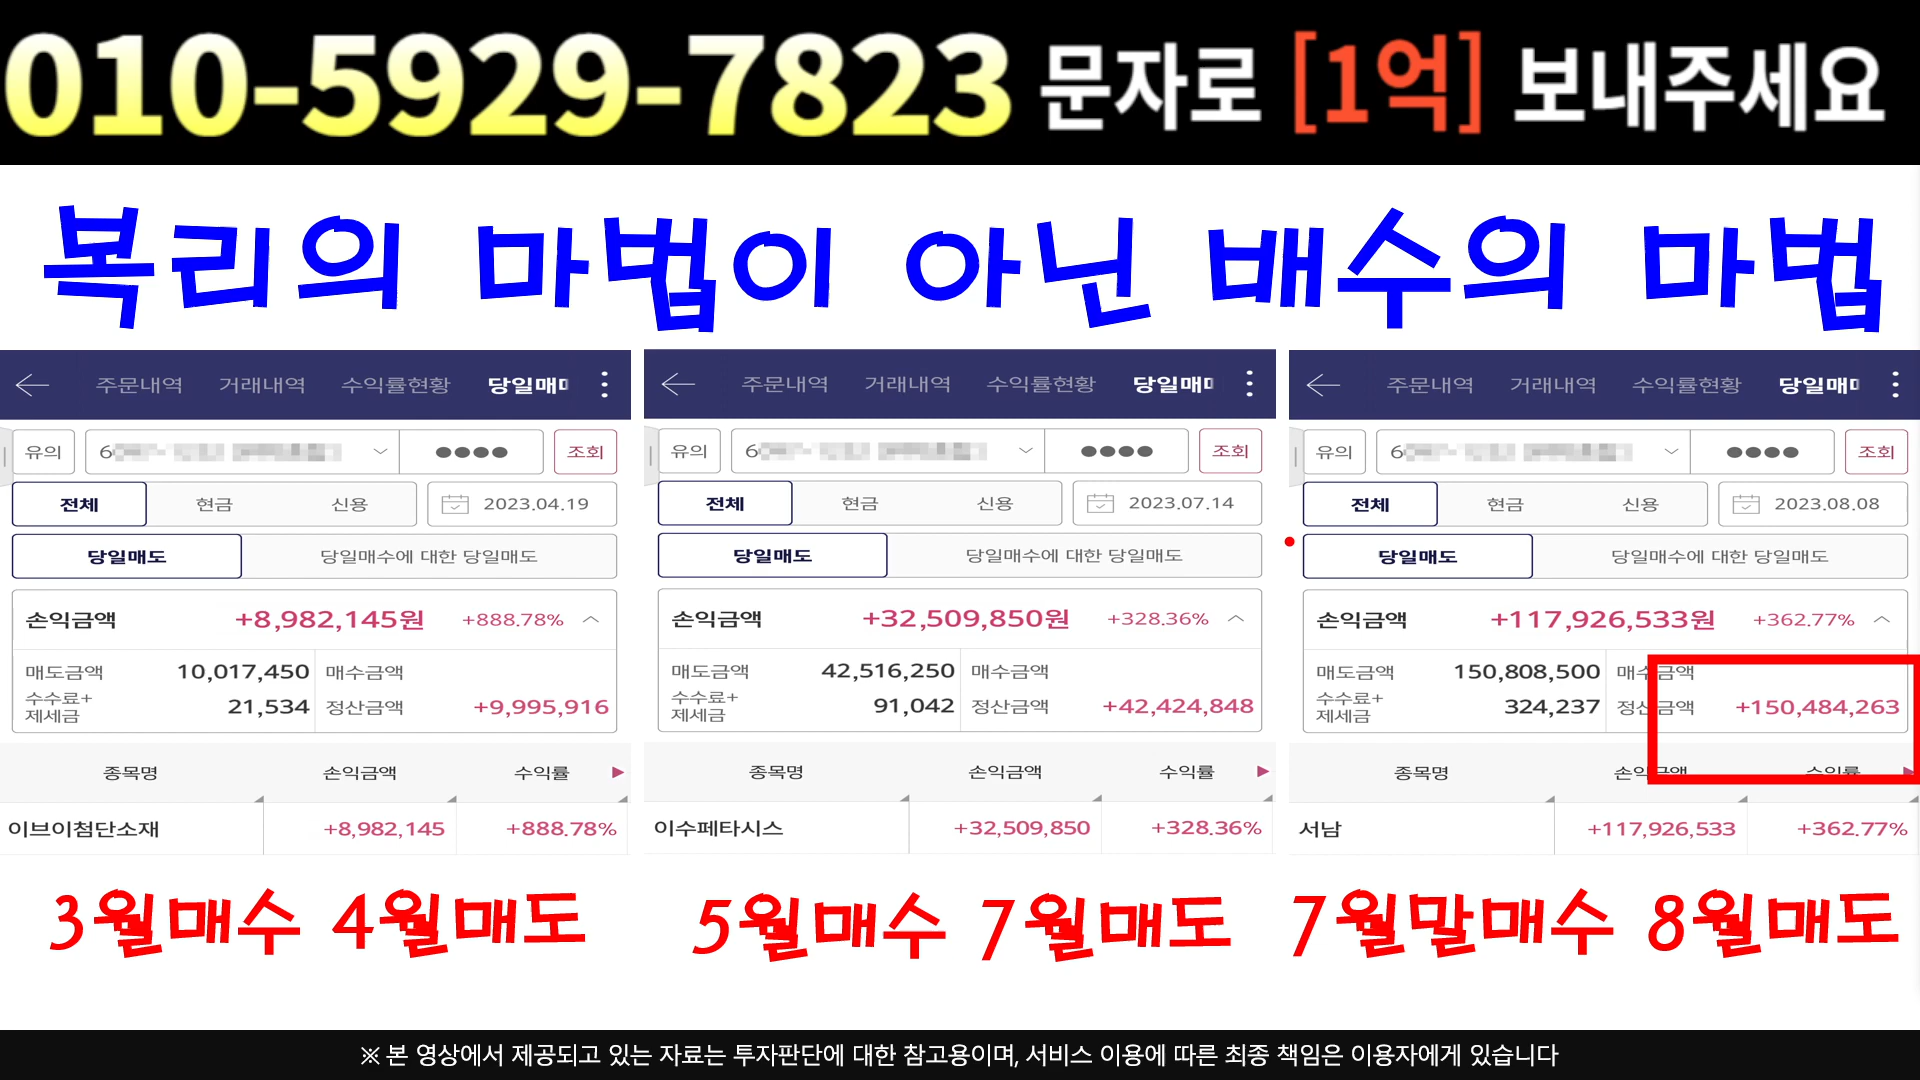 010-5929-7823 문자로 [1억] 보내주세요
복리의 마법이 아닌 배수의 마법
주문내역 거래내역 수익률현황 당일매
유의 6 ●●●● 조회
전체 현금 신용 2023.04.19
당일매도 당일매수에 대한 당일매도
손익금액 +8,982,145원 +888.78%
매도금액 10,017,450 매수금액
수수료+
제세금 21,534 정산금액 +9,995,916
종목명 손익금액 수익률
이브이첨단소재 +8,982,145 +888.78%
3월매수 4월매도
주문내역 거래내역 수익률현황 당일매
유의 6 ●●●● 조회
전체 현금 신용 2023.07.14
당일매도 당일매수에 대한 당일매도
손익금액 +32,509,850원 +328.36%
매도금액 42,516,250 매수금액
수수료+
제세금 91,042 정산금액 +42,424,848
종목명 손익금액 수익률
이수페타시스 +32,509,850 +328.36%
5월매수 7월매도
주문내역 거래내역 수익률현황 당일매
유의 6 ●●●● 조회
전체 현금 신용 2023.08.08
당일매도 당일매수에 대한 당일매도
손익금액 +117,926,533원 +362.77%
매도금액 150,808,500 매수금액
수수료+
제세금 324,237 정산금액 +150,484,263
종목명 손익금액 수익률
서남 +117,926,533 +362.77%
7월말매수 8월매도
※ 본 영상에서 제공되고 있는 자료는 투자판단에 대한 참고용이며, 서비스 이용에 따른 최종 책임은 이용자에게 있습니다